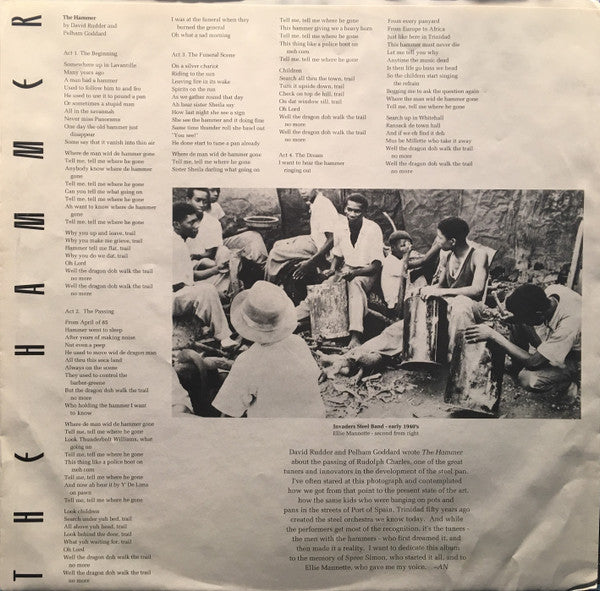 THE HAMMER
The Hammer
by David Rudder and
Pelham Goddard
Act 1. The Beginning
Somewhere up in Lavantille
Many years ago
A man had a hammer
Used to follow him to and fro
He used to use it to pound a pan
Or sometimes a stupid man
All in the savannah
Never miss Panorama
One day the old hammer just
disappear
Some say that it vanish into thin air
Where de man wid de hammer gone
Tell me, tell me where he gone
Anybody know where de hammer
gone
Tell me, tell me where he gone
Can you tell me what going on
Tell me, tell me where he gone
Ah want to know where de hammer
gone
Tell me, tell me where he gone
Why you up and leave, trail
Why you make me grieve, trail
Hammer tell me flat, trail
Why you do we dat, trail
Oh Lord
Well the dragon doh walk the trail
no more
Well the dragon doh walk the trail
no more
Act 2. The Passing
From April of 85
Hammer went to sleep
After years of making noise
Not even a peep
He used to move wid de dragon man
All thru this soca-land
Always on the scene
They used to control the
barber-greene
But the dragon doh walk the trail
no more
Who holding the hammer I want
to know
Where de man wid de hammer gone
Tell me, tell me where he gone
Look Thunderbolt Williams, what
going on
Tell me, tell me where he gone
This thing like a police boot on
meh corn
Tell me, tell me where he gone
And now ah hear it by Y' De Lima
on pawn
Tell me, tell me where he gone
Look children
Search under yuh bed, trail
All above yuh head, trail
Look behind the door, trail
What yuh waiting for, trail
Oh Lord
Well the dragon doh walk the trail
no more
Well the dragon doh walk the trail
no more
I was at the funeral when they
burned the general
Oh what a sad morning
Act 3. The Funeral Scene
On a silver chariot
Riding to the sun
Leaving fire in its wake
Spirits on the run
As we gather round that day
Ah hear sister Sheila say
How last night she see a sign
She see the hammer and it doing fine
Same time thunder roll she bawl out
"You see!"
He done start to tune a pan already
Where de man wid de hammer gone
Tell me, tell me where he gone
Sister Sheila darling what going on
Tell me, tell me where he gone
This hammer giving we a heavy horn
Tell me, tell me where he gone
This thing like a police boot on
meh corn
Tell me, tell me where he gone
Children
Search all thru the town, trail
Turn it upside down, trail
Check on top de hill, trail
On dat window sill, trail
Oh Lord
Well the dragon doh walk the trail
no more
Well the dragon doh walk the trail
no more
Act 4. The Dream
I want to hear the hammer
ringing out
From every panyard
From Europe to Africa
Just like here in Trinidad
This hammer must never die
Let me tell you why
Anytime the music dead
Is then life go buss we head
So the children start singing
the refrain
Begging me to ask the question again
Where the man wid de hammer gone
Tell me, tell me where he gone
Search up in Whitehall
Ransack de town hall
And if we eh find it deh
Mus be Millette who take it away
Well the dragon doh walk the trail
no more
Well the dragon doh walk the trail
no more
Invaders Steel Band - early 1940's
Ellie Mannette - second from right
David Rudder and Pelham Goddard wrote The Hammer
about the passing of Rudolph Charles, one of the great
tuners and innovators in the development of the steel pan.
I've often stared at this photograph and contemplated
how we got from that point to the present state of the art,
how the same kids who were banging on pots and
pans in the streets of Port of Spain, Trinidad fifty years ago
created the steel orchestra we know today. And while
the performers get most of the recognition, it's the tuners
- the men with the hammers - who first dreamed it, and
then made it a reality. I want to dedicate this album
to the memory of Spree Simon, who started it all, and to
Ellie Mannette, who gave me my voice. —AN